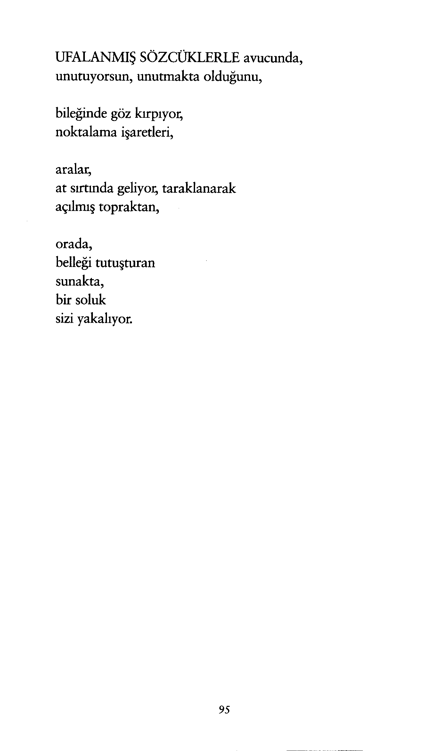 UFALANMIŞ SÖZCÜKLERLE avucunda,
unutuyorsun, unutmakta olduğunu,
bileğinde göz kırpıyor,
noktalama işaretleri,
aralar,
at sırtında geliyor, taraklanarak
açılmış topraktan,
orada,
belleği tutuşturan
sunakta,
bir soluk
sizi yakalıyor.
95